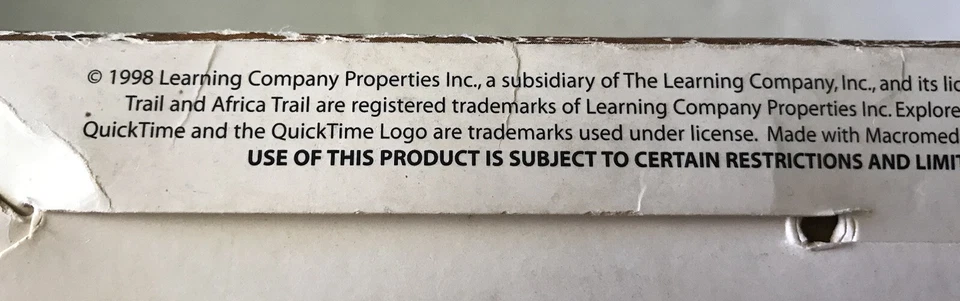 © 1998 Learning Company Properties Inc., a subsidiary of The Learning Company, Inc., and its lic
Trail and Africa Trail are registered trademarks of Learning Company Properties Inc. Explore
QuickTime and the QuickTime Logo are trademarks used under license. Made with Macromed
USE OF THIS PRODUCT IS SUBJECT TO CERTAIN RESTRICTIONS AND LIMIT